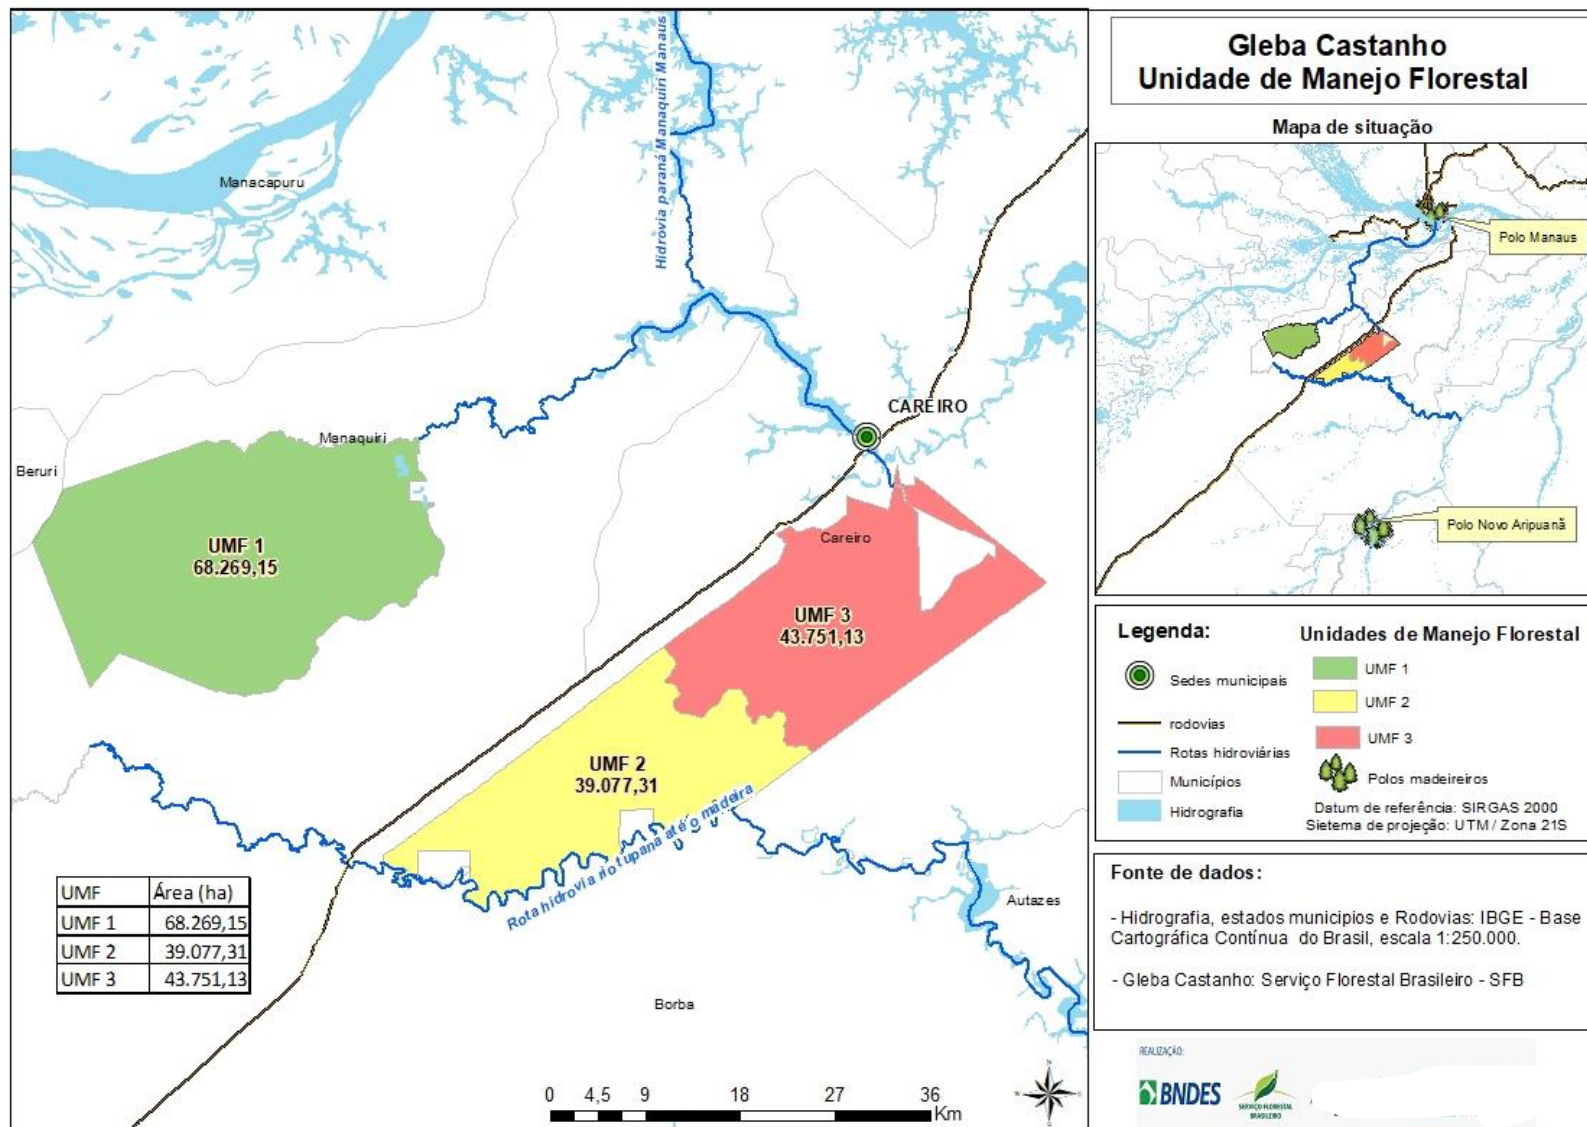 Gleba Castanho
Unidade de Manejo Florestal
Mapa de situação
Polo Manaus
Polo Novo Aripuanã
Hidrovia paraná Manaquiri Manaus
Manacapuru
CAREIRO
Manaquiri
Beruri
UMF 1
68.269,15
Careiro
UMF 3
43.751,13
UMF 2
39.077,31
Rota hidrovia rio tupanã até o madeira
Autazes
Borba
UMF Área (ha)
UMF 1 68.269,15
UMF 2 39.077,31
UMF 3 43.751,13
0 4,5 9 18 27 36
Km
N
W E
S
Legenda:
Sedes municipais
rodovias
Rotas hidroviárias
Municípios
Hidrografia
Unidades de Manejo Florestal
UMF 1
UMF 2
UMF 3
Polos madeireiros
Datum de referência: SIRGAS 2000
Sietema de projeção: UTM / Zona 21S
Fonte de dados:
- Hidrografia, estados municipios e Rodovias: IBGE - Base
Cartográfica Contínua do Brasil, escala 1:250.000.
- Gleba Castanho: Serviço Florestal Brasileiro - SFB
REALIZAÇÃO:
BNDES
SERVIÇO FLORESTAL
BRASILEIRO